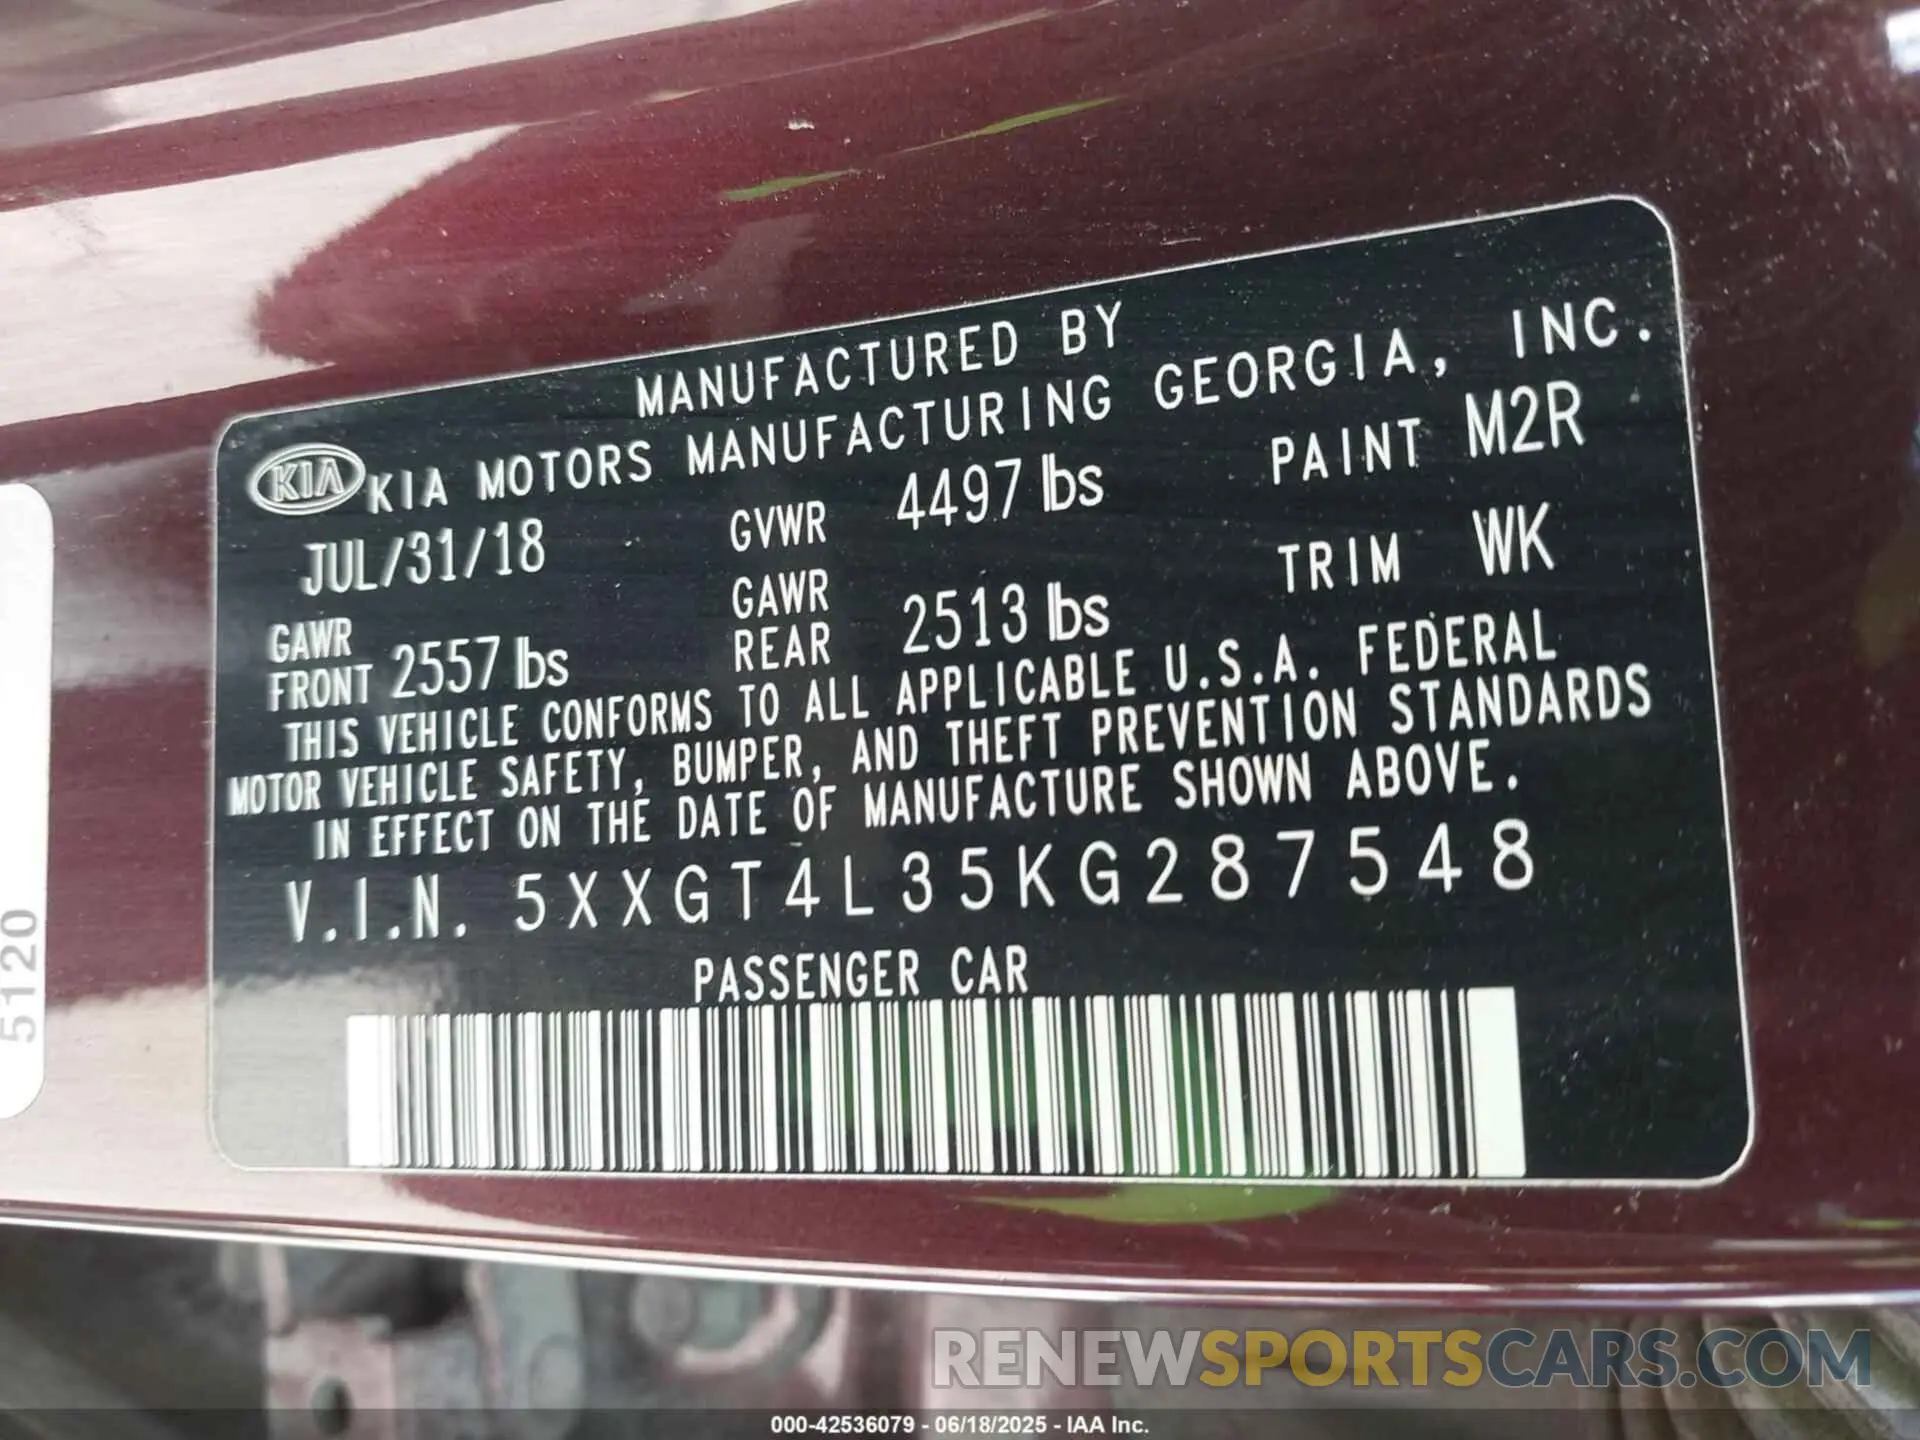 MANUFACTURED BY
KIA KIA MOTORS MANUFACTURING GEORGIA, INC.
JUL/31/18 GVWR 4497 lbs PAINT M2R
GAWR FRONT 2557 lbs GAWR REAR 2513 lbs TRIM WK
THIS VEHICLE CONFORMS TO ALL APPLICABLE U.S.A. FEDERAL
MOTOR VEHICLE SAFETY, BUMPER, AND THEFT PREVENTION STANDARDS
IN EFFECT ON THE DATE OF MANUFACTURE SHOWN ABOVE.
V.I.N. 5XXGT4L35KG287548
PASSENGER CAR
5120
RENEWSPORTSCARS.COM
000-42536079 - 06/18/2025 - IAA Inc.